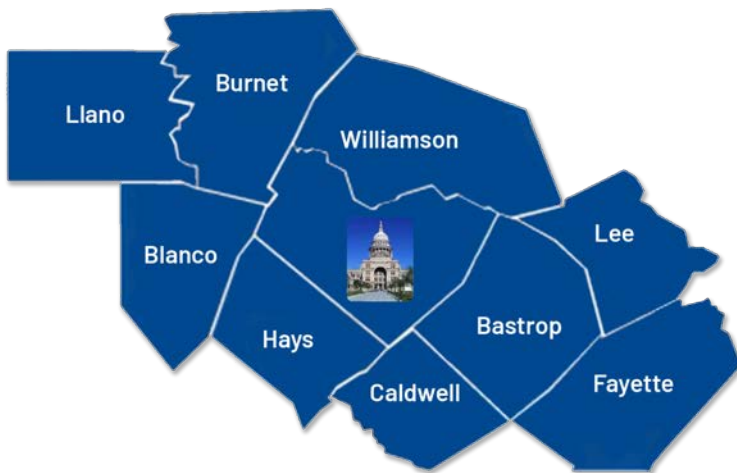 Burnet
Llano
Williamson
Lee
Blanco
Hays
Bastrop
Caldwell
Fayette